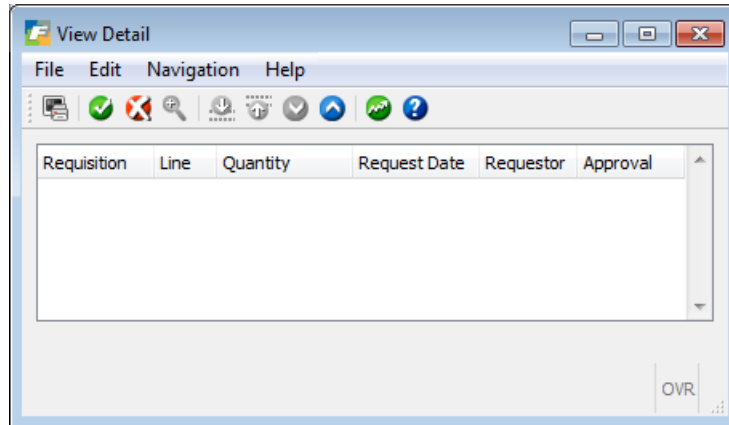 View Detail
File Edit Navigation Help
Requisition Line Quantity Request Date Requestor Approval
OVR